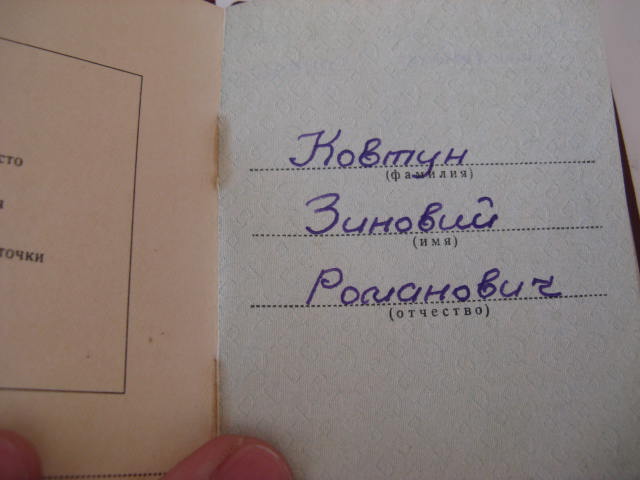 сто
я
точки
Ковтун
(фамилия)
Зиновий
(имя)
Романович
(отчество)